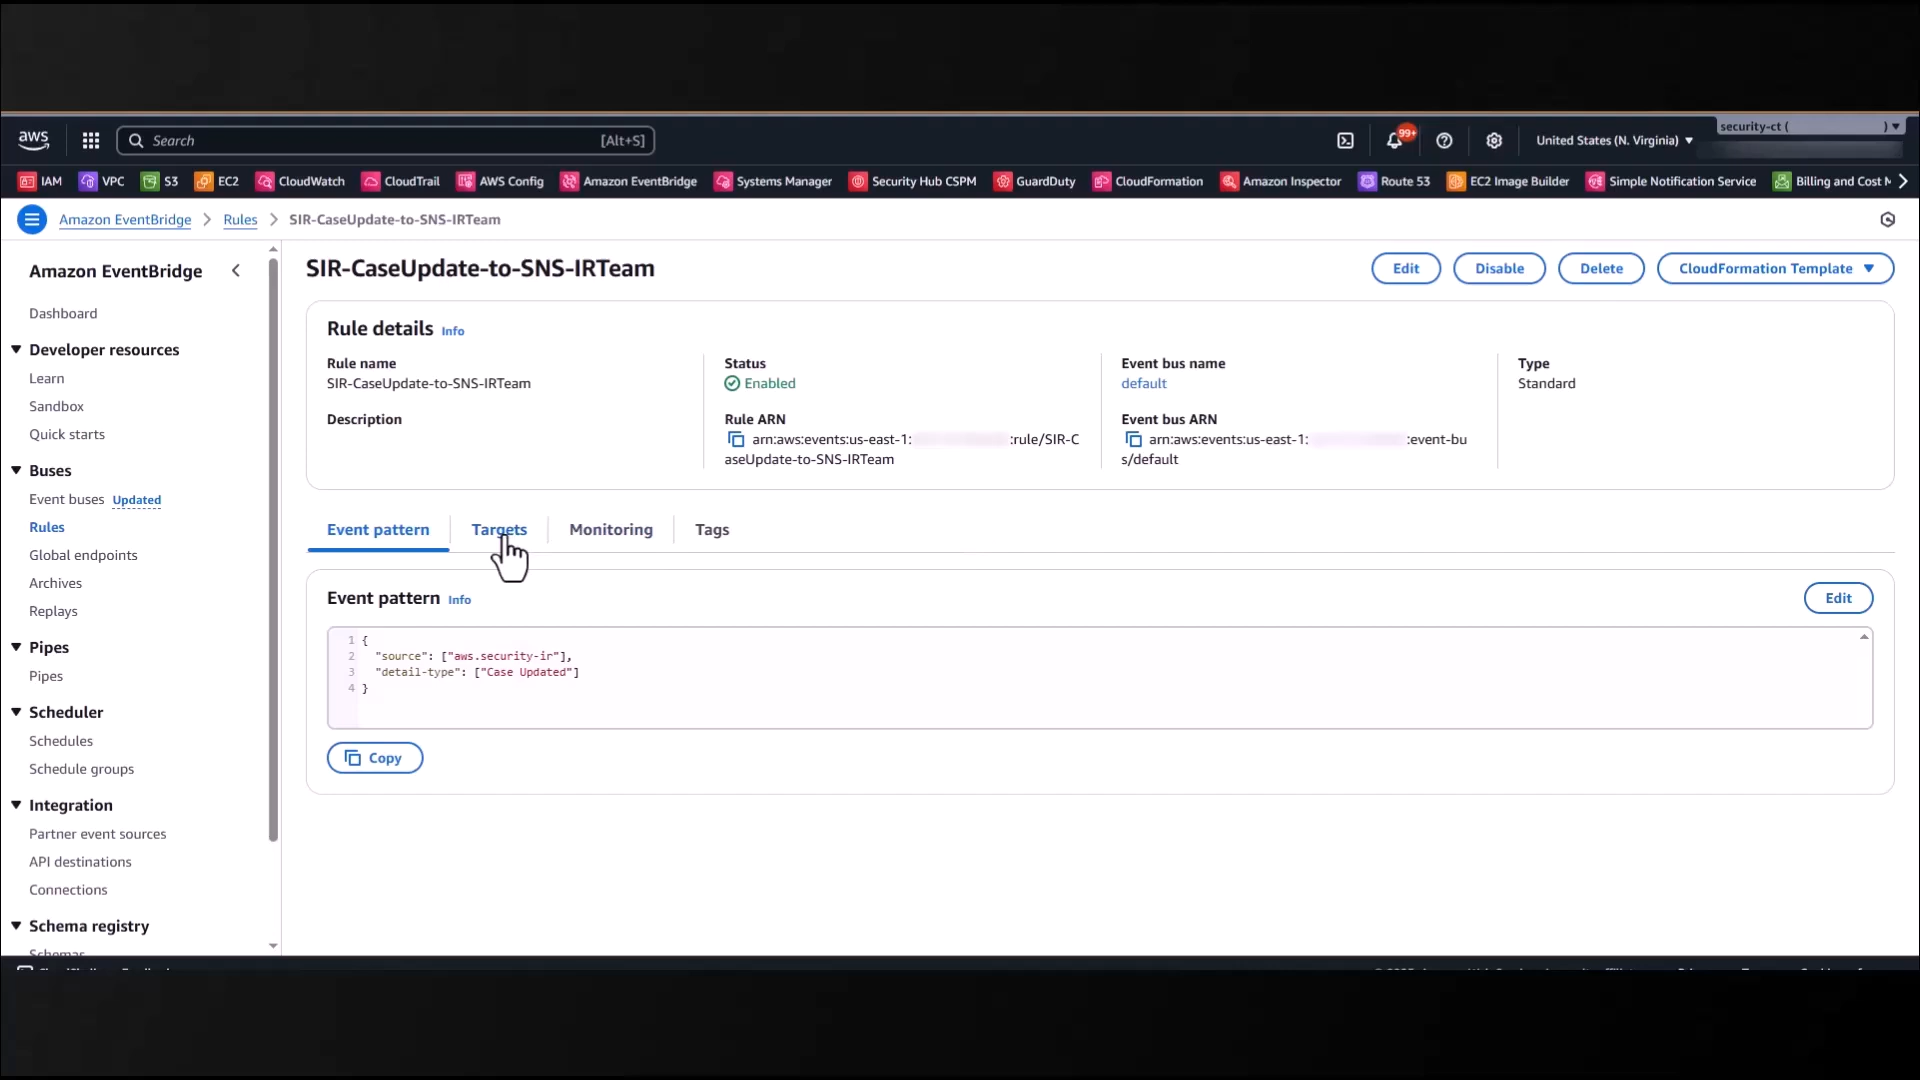 aws
Search [Alt+S]
99+
United States (N. Virginia)
security-ct ( )
IAM VPC S3 EC2 CloudWatch CloudTrail AWS Config Amazon EventBridge Systems Manager Security Hub CSPM GuardDuty CloudFormation Amazon Inspector Route 53 EC2 Image Builder Simple Notification Service Billing and Cost M
Amazon EventBridge > Rules > SIR-CaseUpdate-to-SNS-IRTeam
Amazon EventBridge
Dashboard
Developer resources
Learn
Sandbox
Quick starts
Buses
Event buses Updated
Rules
Global endpoints
Archives
Replays
Pipes
Pipes
Scheduler
Schedules
Schedule groups
Integration
Partner event sources
API destinations
Connections
Schema registry
Schemas
SIR-CaseUpdate-to-SNS-IRTeam
Edit Disable Delete CloudFormation Template
Rule details Info
Rule name
SIR-CaseUpdate-to-SNS-IRTeam
Description
Status
Enabled
Rule ARN
arn:aws:events:us-east-1: :rule/SIR-C
aseUpdate-to-SNS-IRTeam
Event bus name
default
Event bus ARN
arn:aws:events:us-east-1: :event-bu
s/default
Type
Standard
Event pattern Targets Monitoring Tags
Event pattern Info
Edit
1 {
2 "source": ["aws.security-ir"],
3 "detail-type": ["Case Updated"]
4 }
Copy